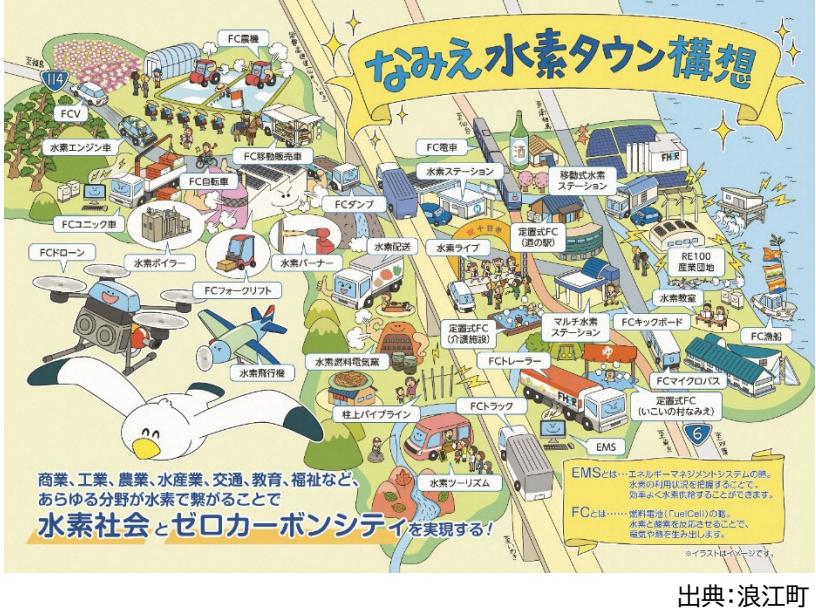 なみえ水素タウン構想
FC農機
至福島
114
FCV
水素エンジン車
FC移動販売車
FC自転車
FCユニック車
水素ボイラー
FCフォークリフト
水素バーナー
FCダンプ
水素配送
FCドローン
水素飛行機
至仙台
FC電車
水素ステーション
酒
移動式水素
ステーション
水素ライブ
定置式FC
(道の駅)
RE100
産業団地
水素教室
定置式FC
(介護施設)
マルチ水素
ステーション
FCキックボード
FC漁船
FCトレーラー
ゆ
FCマイクロバス
定置式FC
(いこいの村なみえ)
水素燃料電気窯
柱上パイプライン
FCトラック
EMS
6
水素ツーリズム
至いわき
商業、工業、農業、水産業、交通、教育、福祉など、
あらゆる分野が水素で繋がることで
水素社会とゼロカーボンシティを実現する!
EMSとは…エネルギーマネジメントシステムの略。
水素の利用状況を把握することで、
効率よく水素供給することができます。
FCとは……燃料電池(「FuelCell)の略。
水素と酸素を反応させることで、
電気や熱を生み出します。
※イラストはイメージです。
出典:浪江町